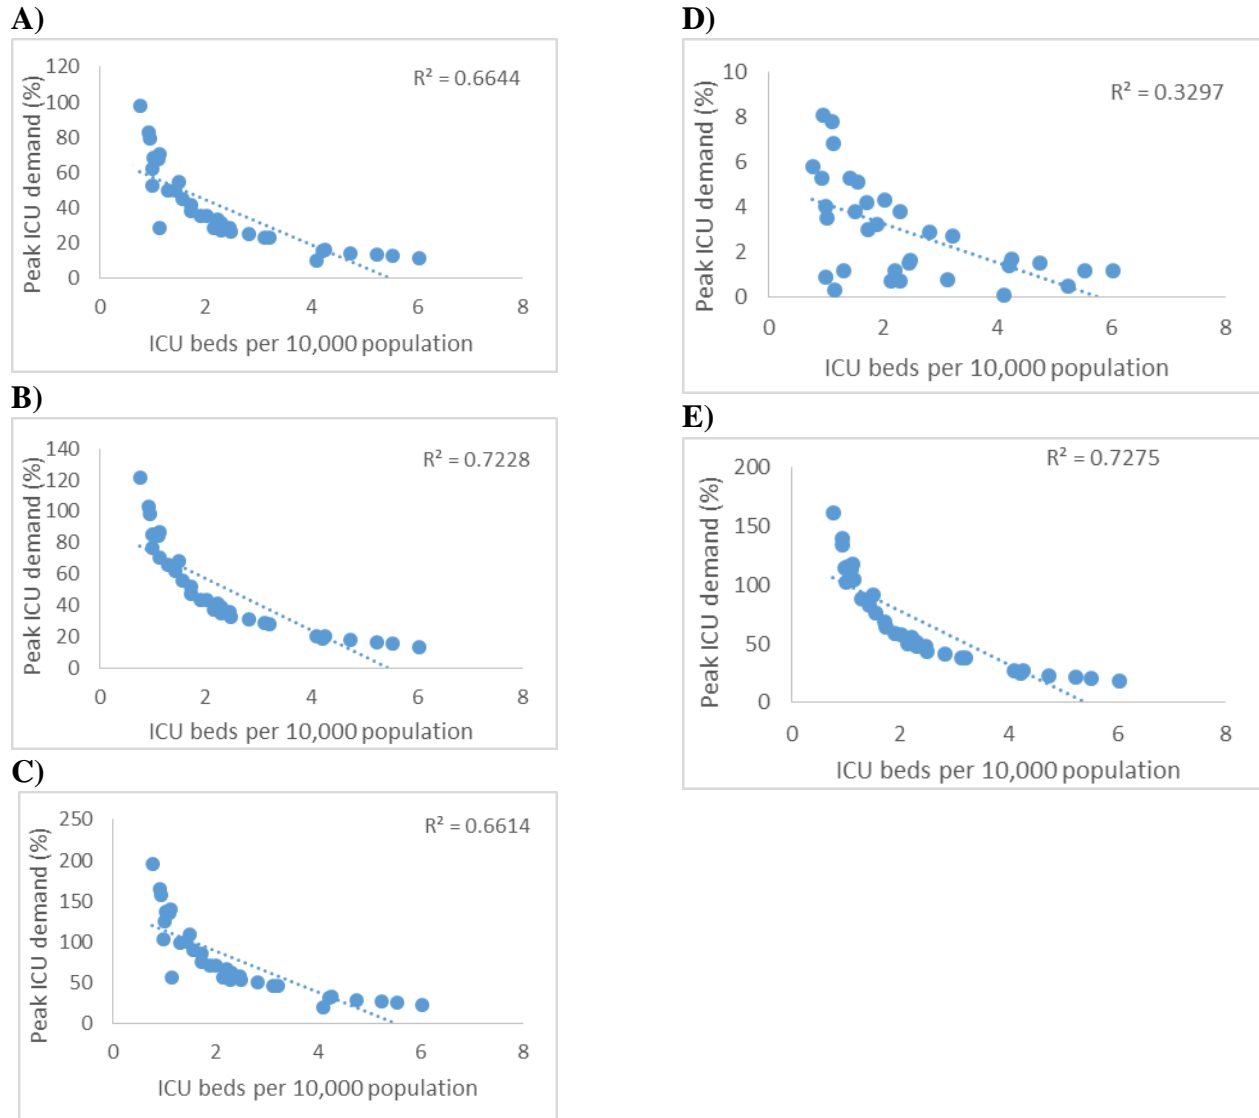 A)
Peak ICU demand (%)
120
100
80
60
40
20
0
R² = 0.6644
0 2 4 6 8
ICU beds per 10,000 population
B)
Peak ICU demand (%)
140
120
100
80
60
40
20
0
R² = 0.7228
0 2 4 6 8
ICU beds per 10,000 population
C)
Peak ICU demand (%)
250
200
150
100
50
0
R² = 0.6614
0 2 4 6 8
ICU beds per 10,000 population
D)
Peak ICU demand (%)
10
8
6
4
2
0
R² = 0.3297
0 2 4 6 8
ICU beds per 10,000 population
E)
Peak ICU demand (%)
200
150
100
50
0
R² = 0.7275
0 2 4 6 8
ICU beds per 10,000 population